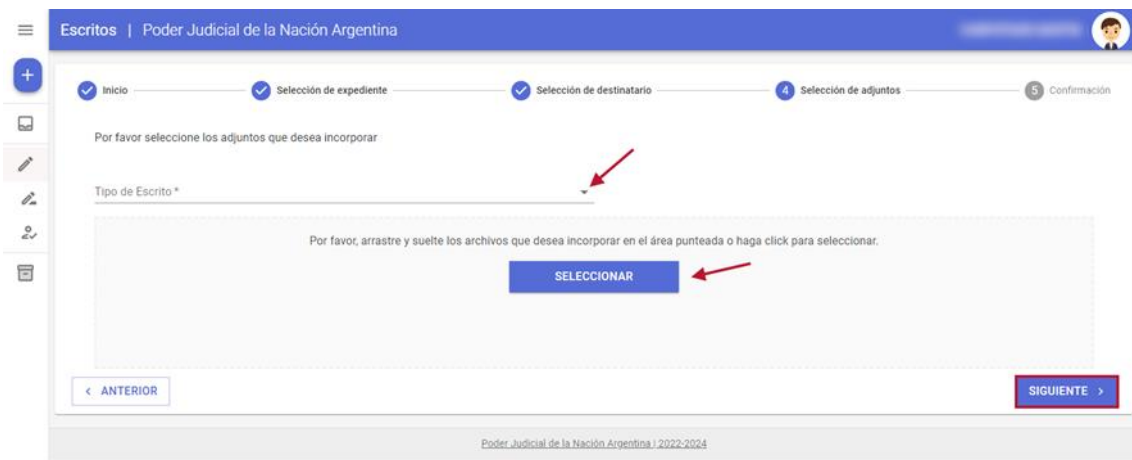 Escritos | Poder Judicial de la Nación Argentina
Inicio
Selección de expediente
Selección de destinatario
4 Selección de adjuntos
5 Confirmación
Por favor seleccione los adjuntos que desea incorporar
Tipo de Escrito *
Por favor, arrastre y suelte los archivos que desea incorporar en el área punteada o haga click para seleccionar.
SELECCIONAR
< ANTERIOR
SIGUIENTE >
Poder Judicial de la Nación Argentina | 2022-2024